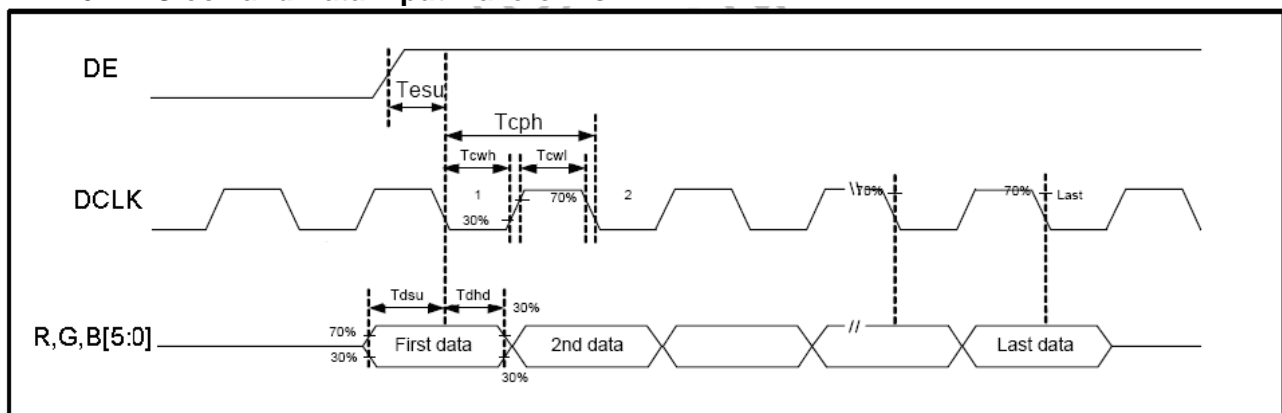 DE
Tesu
Tcph
Tcwh
Tcwl
DCLK
1
30%
70%
2
\\
70%
70%
Last
Tdsu
Tdhd
30%
R,G,B[5:0]
70%
30%
First data
30%
2nd data
//
Last data